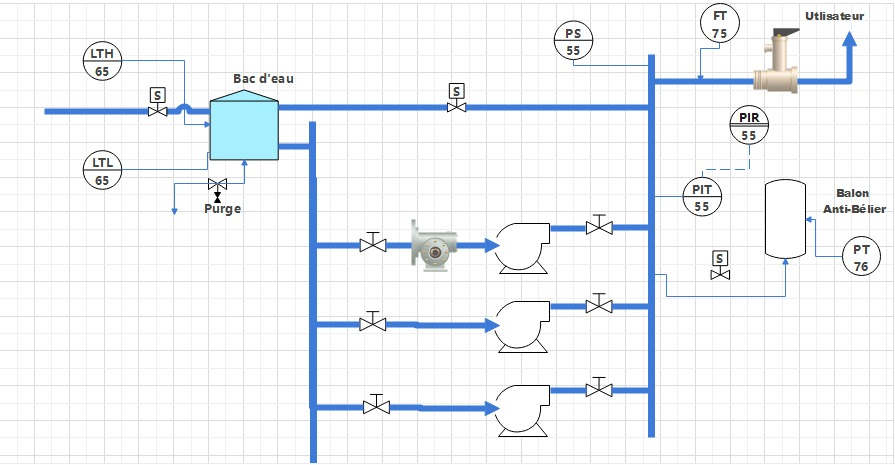 FT
75
Utlisateur
PS
55
LTH
65
Bac d'eau
S
S
PIR
55
LTL
65
PIT
55
Purge
Balon
Anti-Bélier
S
PT
76